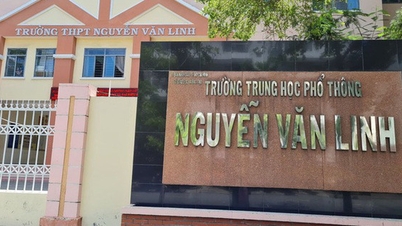 TRƯỜNG THPT NGUYỄN VĂN LINH
TRƯỜNG TRUNG HỌC PHỔ THÔNG
NGUYỄN VĂN LINH